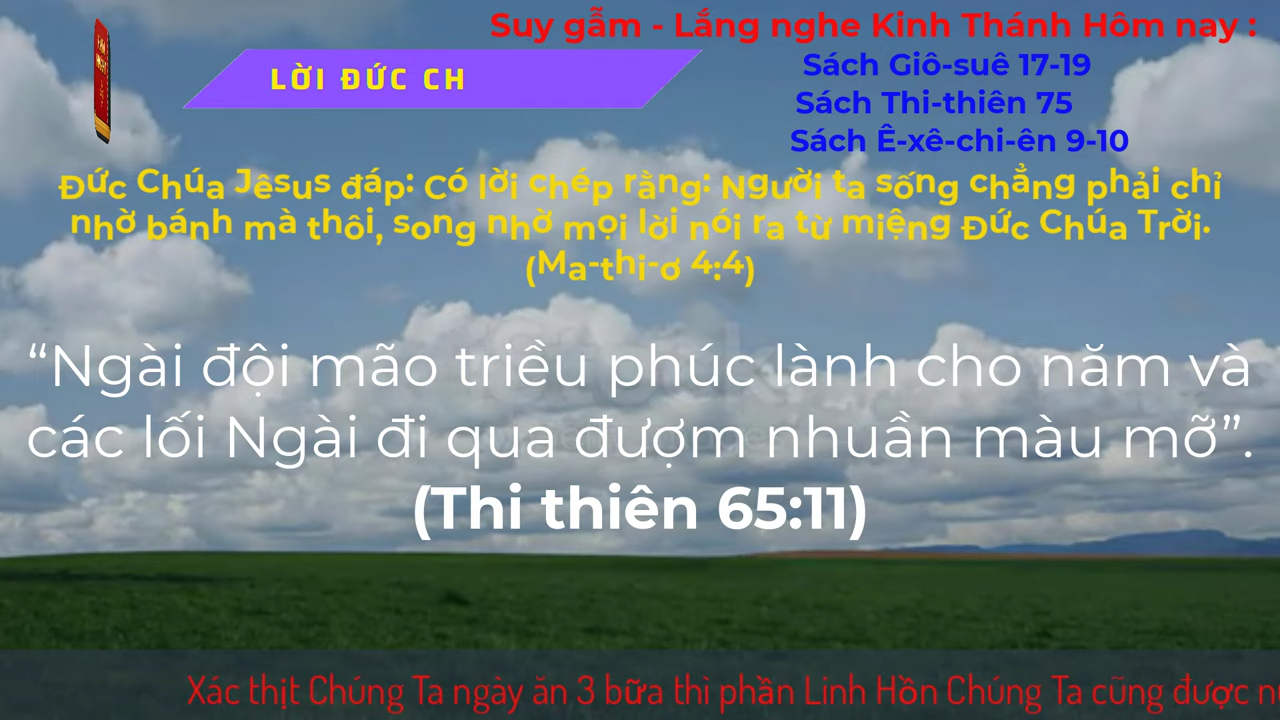 Suy gẫm - Lắng nghe Kinh Thánh Hôm nay :
Sách Giô-suê 17-19
Sách Thi-thiên 75
Sách Ê-xê-chi-ên 9-10
LỜI ĐỨC CH
Đức Chúa Jêsus đáp: Có lời chép rằng: Người ta sống chẳng phải chỉ
nhờ bánh mà thôi, song nhờ mọi lời nói ra từ miệng Đức Chúa Trời.
(Ma-thi-ơ 4:4)
“Ngài đội mão triều phúc lành cho năm và
các lối Ngài đi qua đượm nhuần màu mỡ”.
(Thi thiên 65:11)
Xác thịt Chúng Ta ngày ăn 3 bữa thì phần Linh Hồn Chúng Ta cũng được n